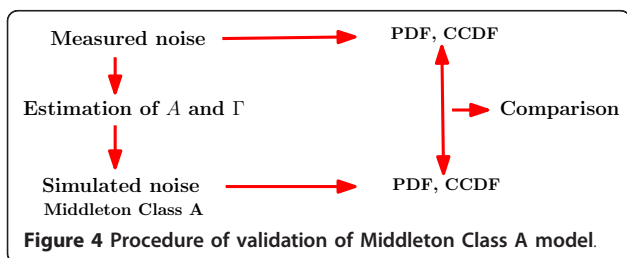 Measured noise
PDF, CCDF
Estimation of A and Γ
Comparison
Simulated noise
PDF, CCDF
Middleton Class A
Figure 4 Procedure of validation of Middleton Class A model.